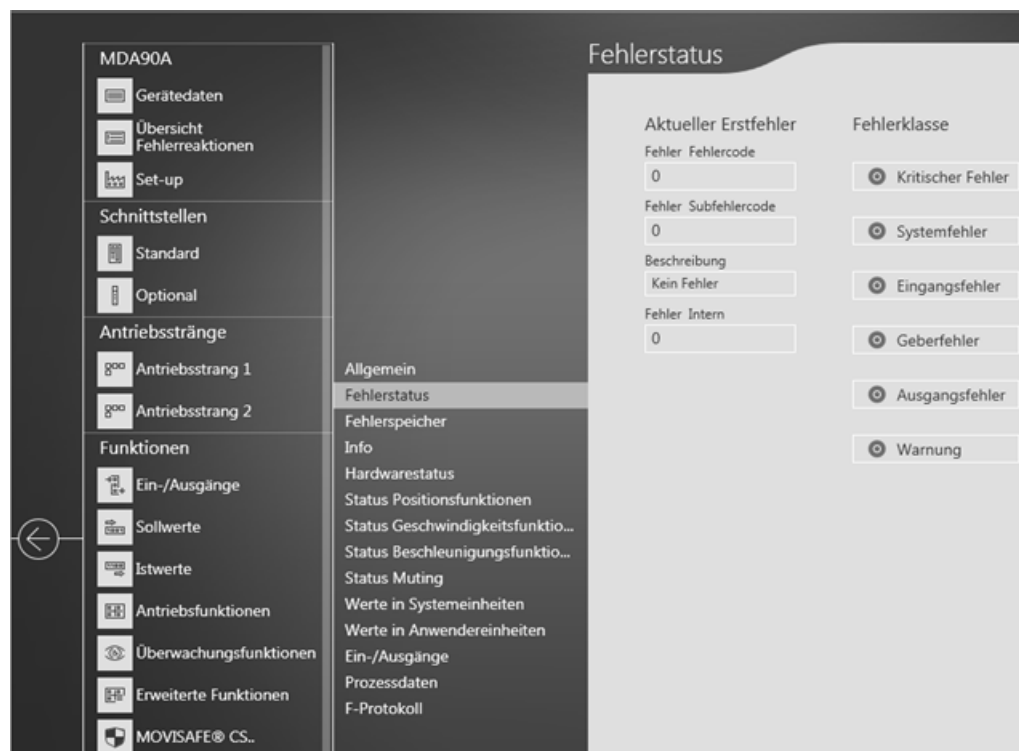 MDA90A
Gerätedaten
Übersicht
Fehlerreaktionen
Set-up
Schnittstellen
Standard
Optional
Antriebsstränge
Antriebsstrang 1
Antriebsstrang 2
Funktionen
Ein-/Ausgänge
Sollwerte
Istwerte
Antriebsfunktionen
Überwachungsfunktionen
Erweiterte Funktionen
MOVISAFE® CS..
Allgemein
Fehlerstatus
Fehlerspeicher
Info
Hardwarestatus
Status Positionsfunktionen
Status Geschwindigkeitsfunktio...
Status Beschleunigungsfunktio...
Status Muting
Werte in Systemeinheiten
Werte in Anwendereinheiten
Ein-/Ausgänge
Prozessdaten
F-Protokoll
Fehlerstatus
Aktueller Erstfehler
Fehler Fehlercode
0
Fehler Subfehlercode
0
Beschreibung
Kein Fehler
Fehler Intern
0
Fehlerklasse
Kritischer Fehler
Systemfehler
Eingangsfehler
Geberfehler
Ausgangsfehler
Warnung